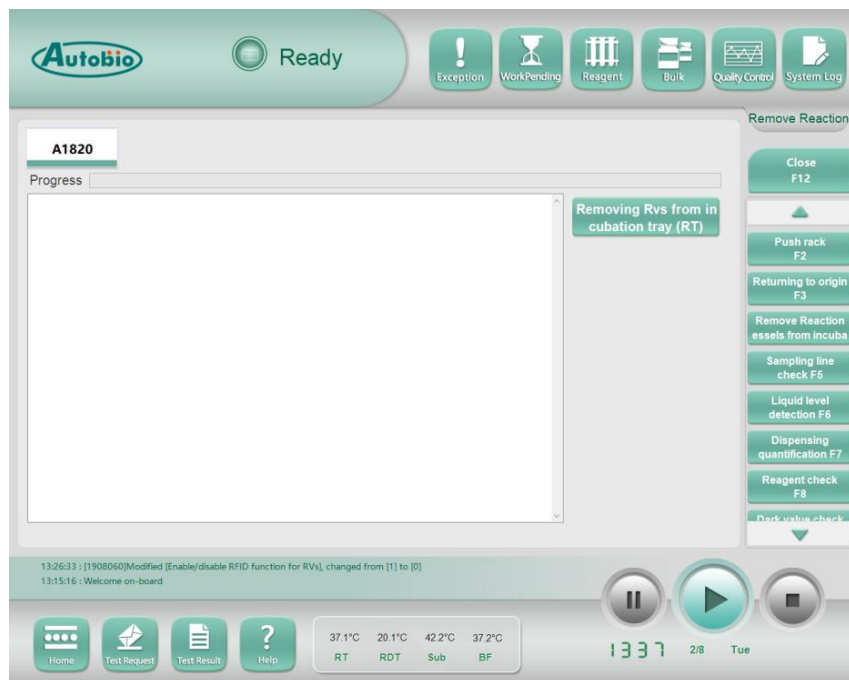 Autobio
Ready
Exception
WorkPending
Reagent
Bulk
Quality Control
System Log
Remove Reaction
A1820
Close
F12
Progress
Removing Rvs from in
cubation tray (RT)
Push rack
F2
Returning to origin
F3
Remove Reaction
essels from incuba
Sampling line
check F5
Liquid level
detection F6
Dispensing
quantification F7
Reagent check
F8
Dark value check
13:26:33 : [1908060]Modified [Enable/disable RFID function for RVs], changed from [1] to [0]
13:15:16 : Welcome on-board
Home
Test Request
Test Result
?
Help
37.1°C 20.1°C 42.2°C 37.2°C
RT RDT Sub BF
1337 2/8 Tue